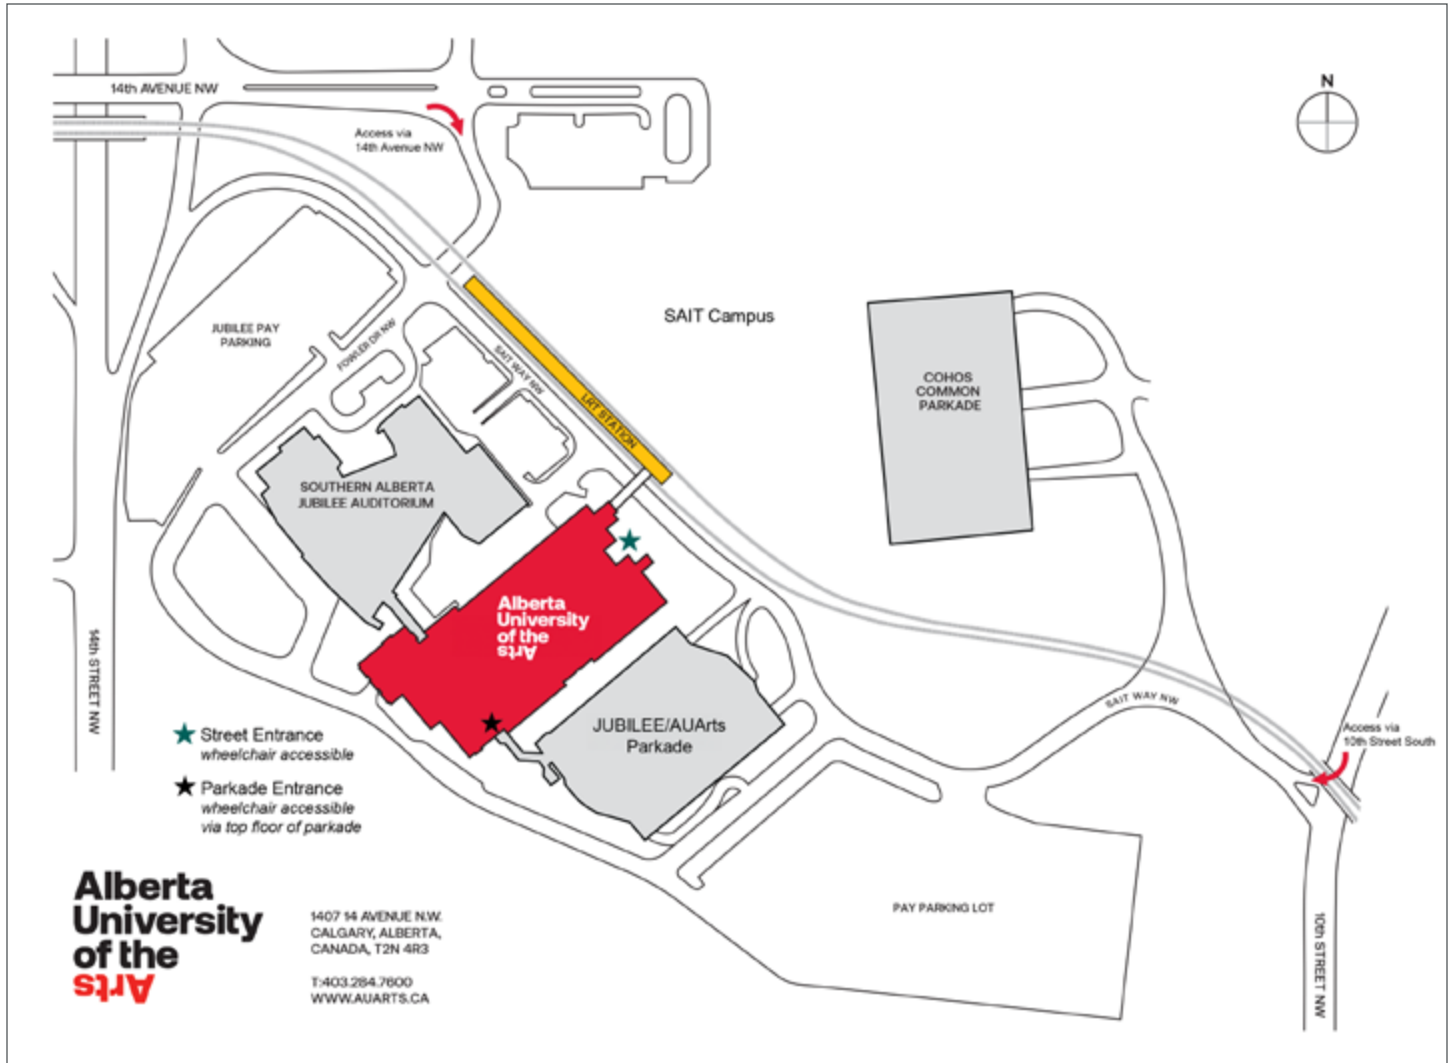 14th AVENUE NW
N
Access via
14th Avenue NW
SAIT Campus
JUBILEE PAY
PARKING
FOWLER DR NW
SAIT WAY NW
LRT STATION
COHOS
COMMON
PARKADE
SOUTHERN ALBERTA
JUBILEE AUDITORIUM
Alberta
University
of the
Arts
14th STREET NW
JUBILEE/AUArts
Parkade
SAIT WAY NW
Access via
10th Street South
Street Entrance
wheelchair accessible
Parkade Entrance
wheelchair accessible
via top floor of parkade
Alberta
University
of the
Arts
1407 14 AVENUE N.W.
CALGARY, ALBERTA,
CANADA, T2N 4R3
T:403.284.7600
WWW.AUARTS.CA
PAY PARKING LOT
10th STREET NW